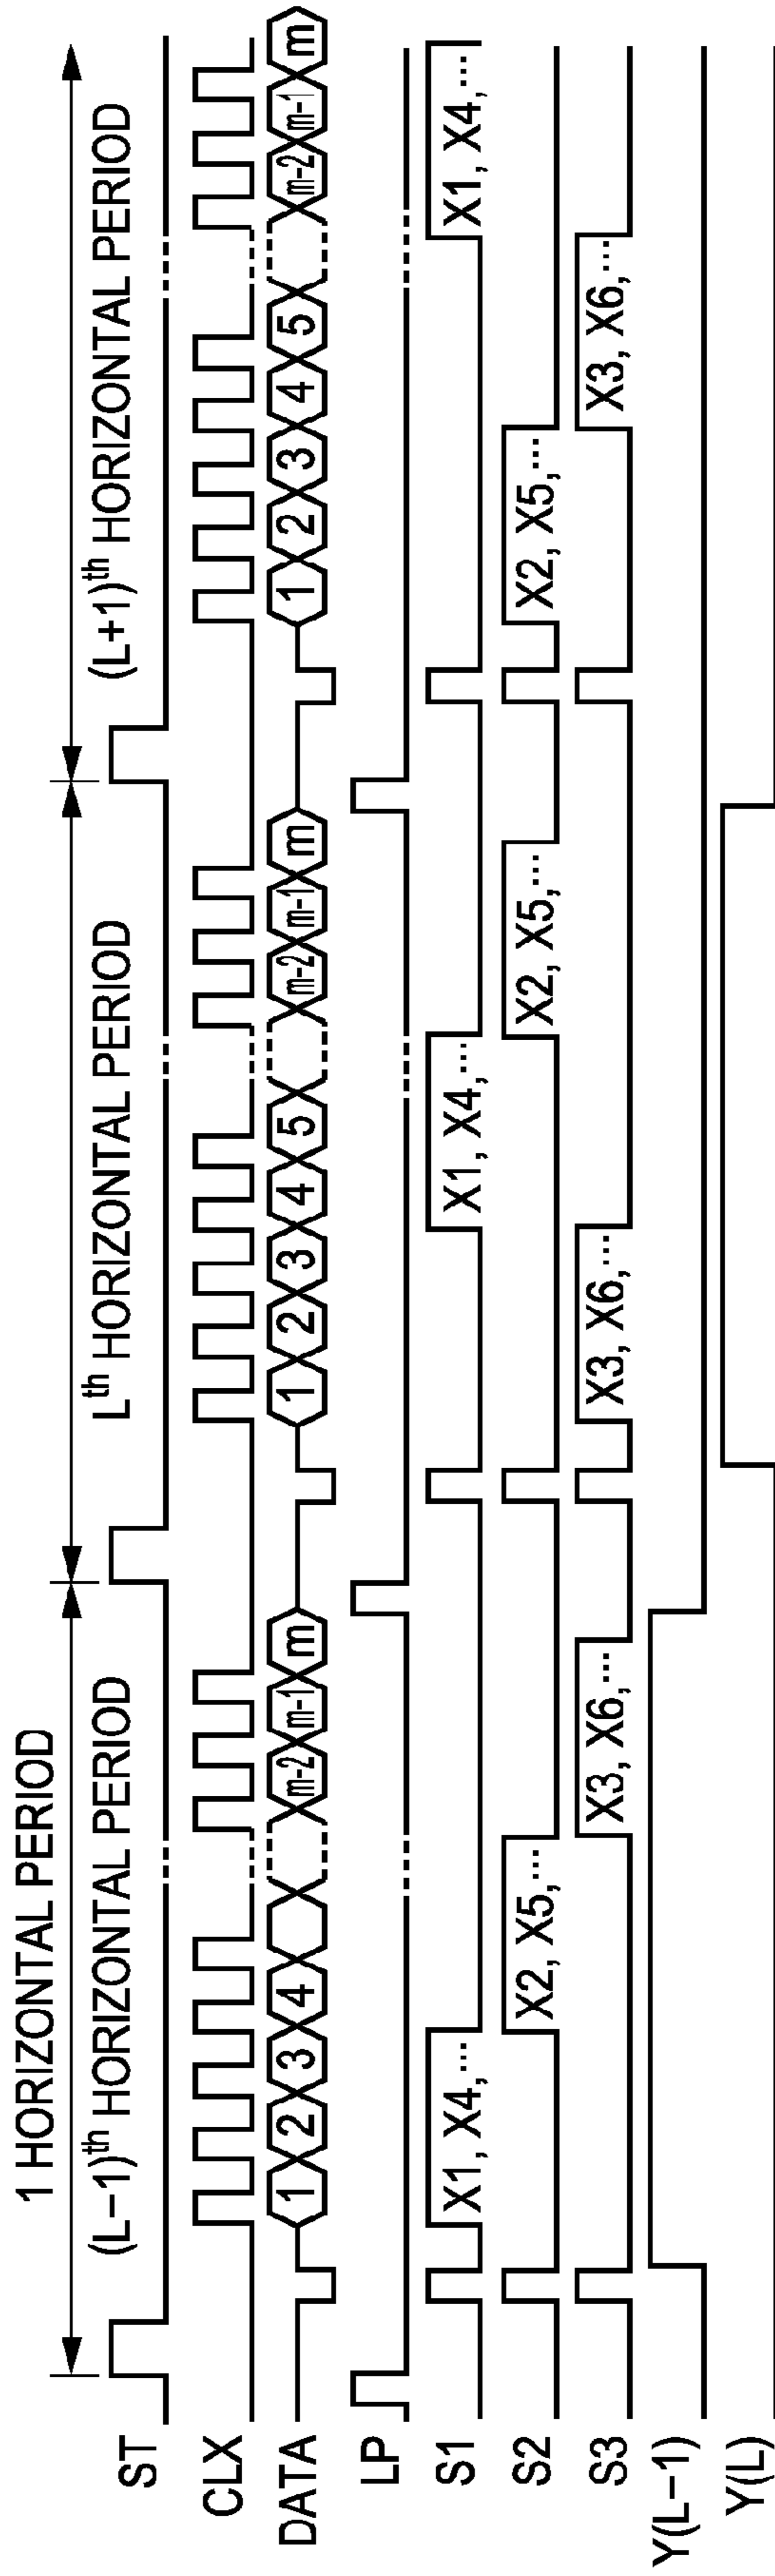 1 HORIZONTAL PERIOD
(L−1)th HORIZONTAL PERIOD Lth HORIZONTAL PERIOD (L+1)th HORIZONTAL PERIOD
ST
CLX
DATA 1 2 3 4 m-2 m-1 m 1 2 3 4 5 m-2 m-1 m 1 2 3 4 5 m-2 m-1 m
LP
S1 X1, X4,... X1, X4,... X1, X4,...
S2 X2, X5,... X2, X5,... X2, X5,...
S3 X3, X6,... X3, X6,... X3, X6,...
Y(L−1)
Y(L)